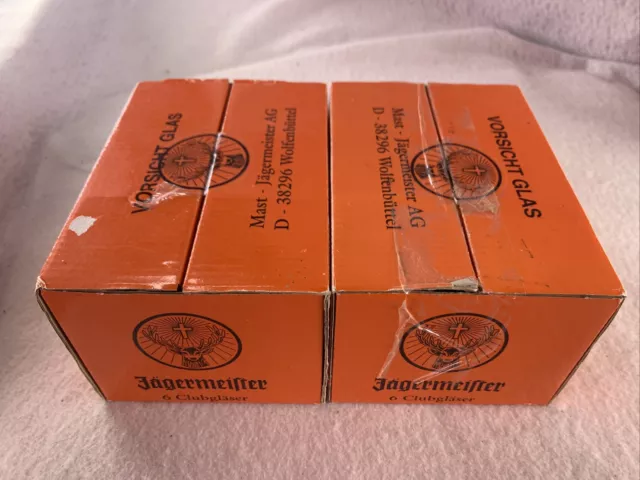 VORSICHT GLAS
Mast - Jägermeister AG
D - 38296 Wolfenbüttel
Mast - Jägermeister AG
D - 38296 Wolfenbüttel
VORSICHT GLAS
Jägermeister
6 Clubgläser
Jägermeister
6 Clubgläser